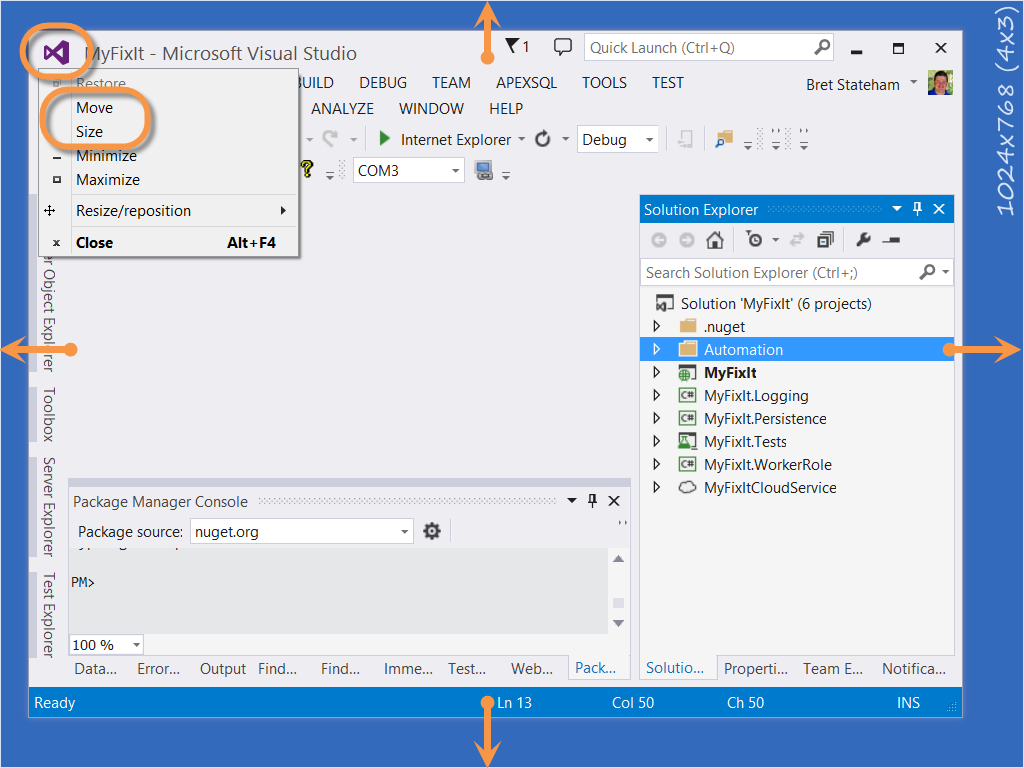 MyFixIt - Microsoft Visual Studio
1
Quick Launch (Ctrl+Q)
DEBUG TEAM APEXSQL TOOLS TEST
Bret Stateham
ANALYZE WINDOW HELP
Internet Explorer
Debug
COM3
Restore
Move
Size
Minimize
Maximize
Resize/reposition
x Close Alt+F4
1024x768 (4x3)
Object Explorer
Toolbox
Server Explorer
Test Explorer
Solution Explorer
Search Solution Explorer (Ctrl+;)
Solution 'MyFixIt' (6 projects)
.nuget
Automation
MyFixIt
C# MyFixIt.Logging
C# MyFixIt.Persistence
MyFixIt.Tests
C# MyFixIt.WorkerRole
MyFixItCloudService
Package Manager Console
Package source: nuget.org
PM>
100 %
Data... Error... Output Find... Find... Imme... Test... Web... Pack...
Solutio... Properti... Team E... Notifica...
Ready Ln 13 Col 50 Ch 50 INS